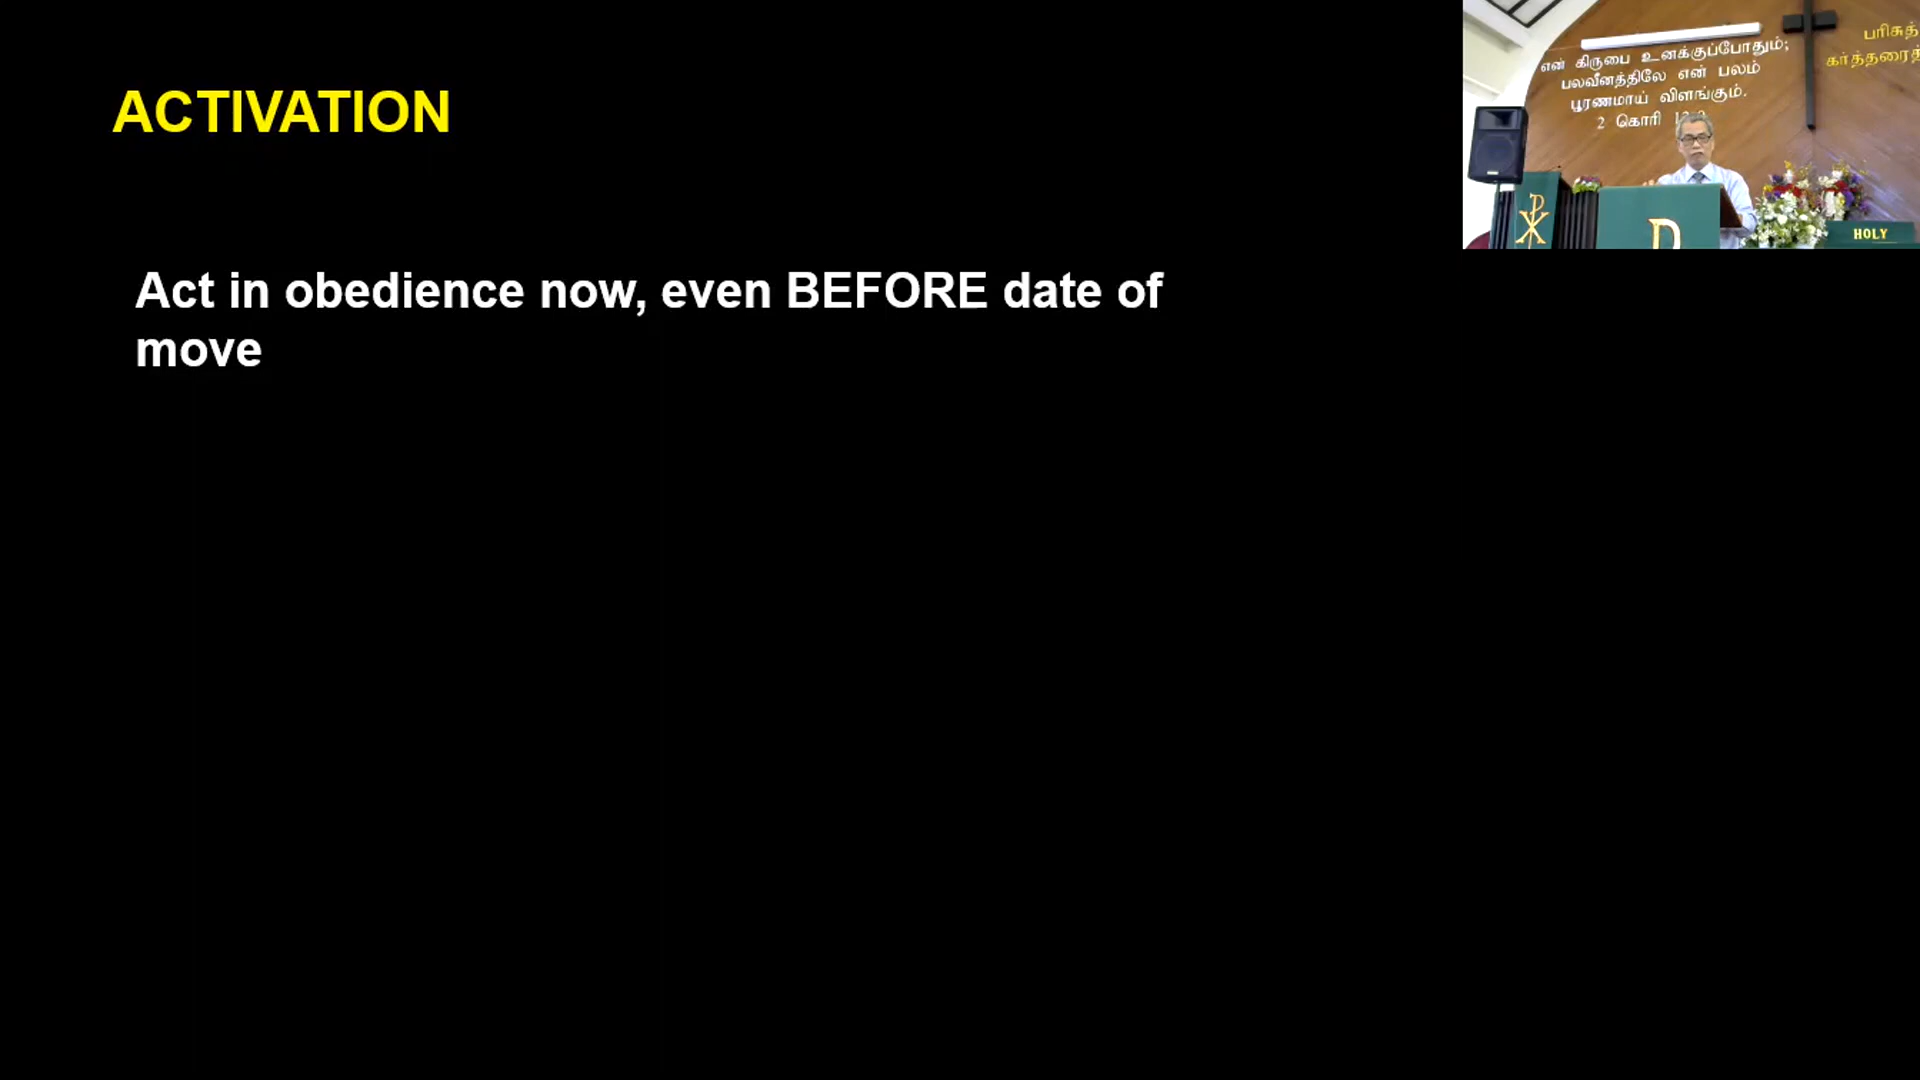 ACTIVATION
Act in obedience now, even BEFORE date of
move
என் கிருபை உனக்குப்போதும்;
பலவீனத்திலே என் பலம்
பூரணமாய் விளங்கும்.
2 கொரி
HOLY